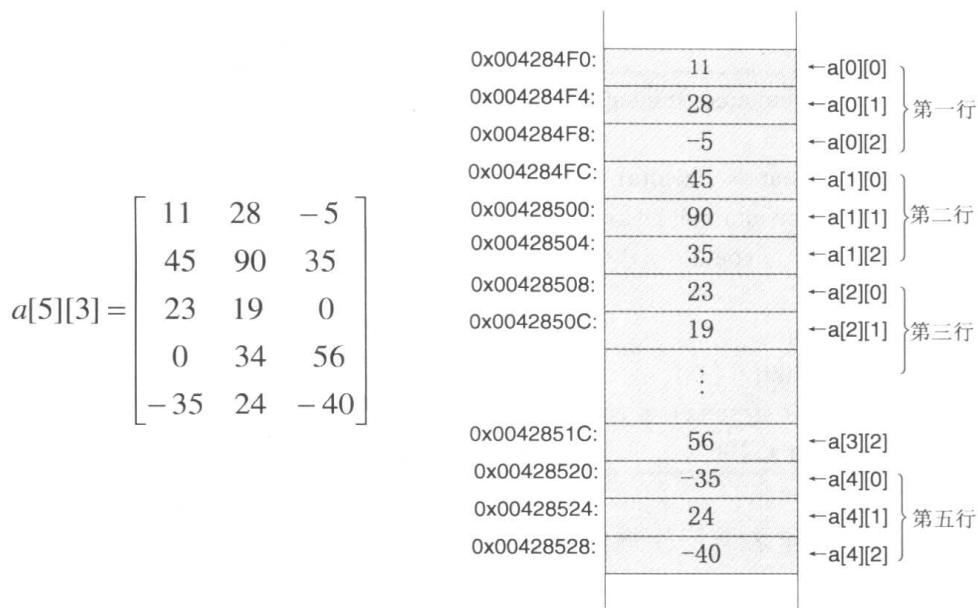 a[5][3] =
11 28 −5
45 90 35
23 19 0
0 34 56
−35 24 −40
0x004284F0: 11 ←a[0][0]
0x004284F4: 28 ←a[0][1] 第一行
0x004284F8: −5 ←a[0][2]
0x004284FC: 45 ←a[1][0]
0x00428500: 90 ←a[1][1] 第二行
0x00428504: 35 ←a[1][2]
0x00428508: 23 ←a[2][0]
0x0042850C: 19 ←a[2][1] 第三行
⋮
0x0042851C: 56 ←a[3][2]
0x00428520: −35 ←a[4][0]
0x00428524: 24 ←a[4][1] 第五行
0x00428528: −40 ←a[4][2]